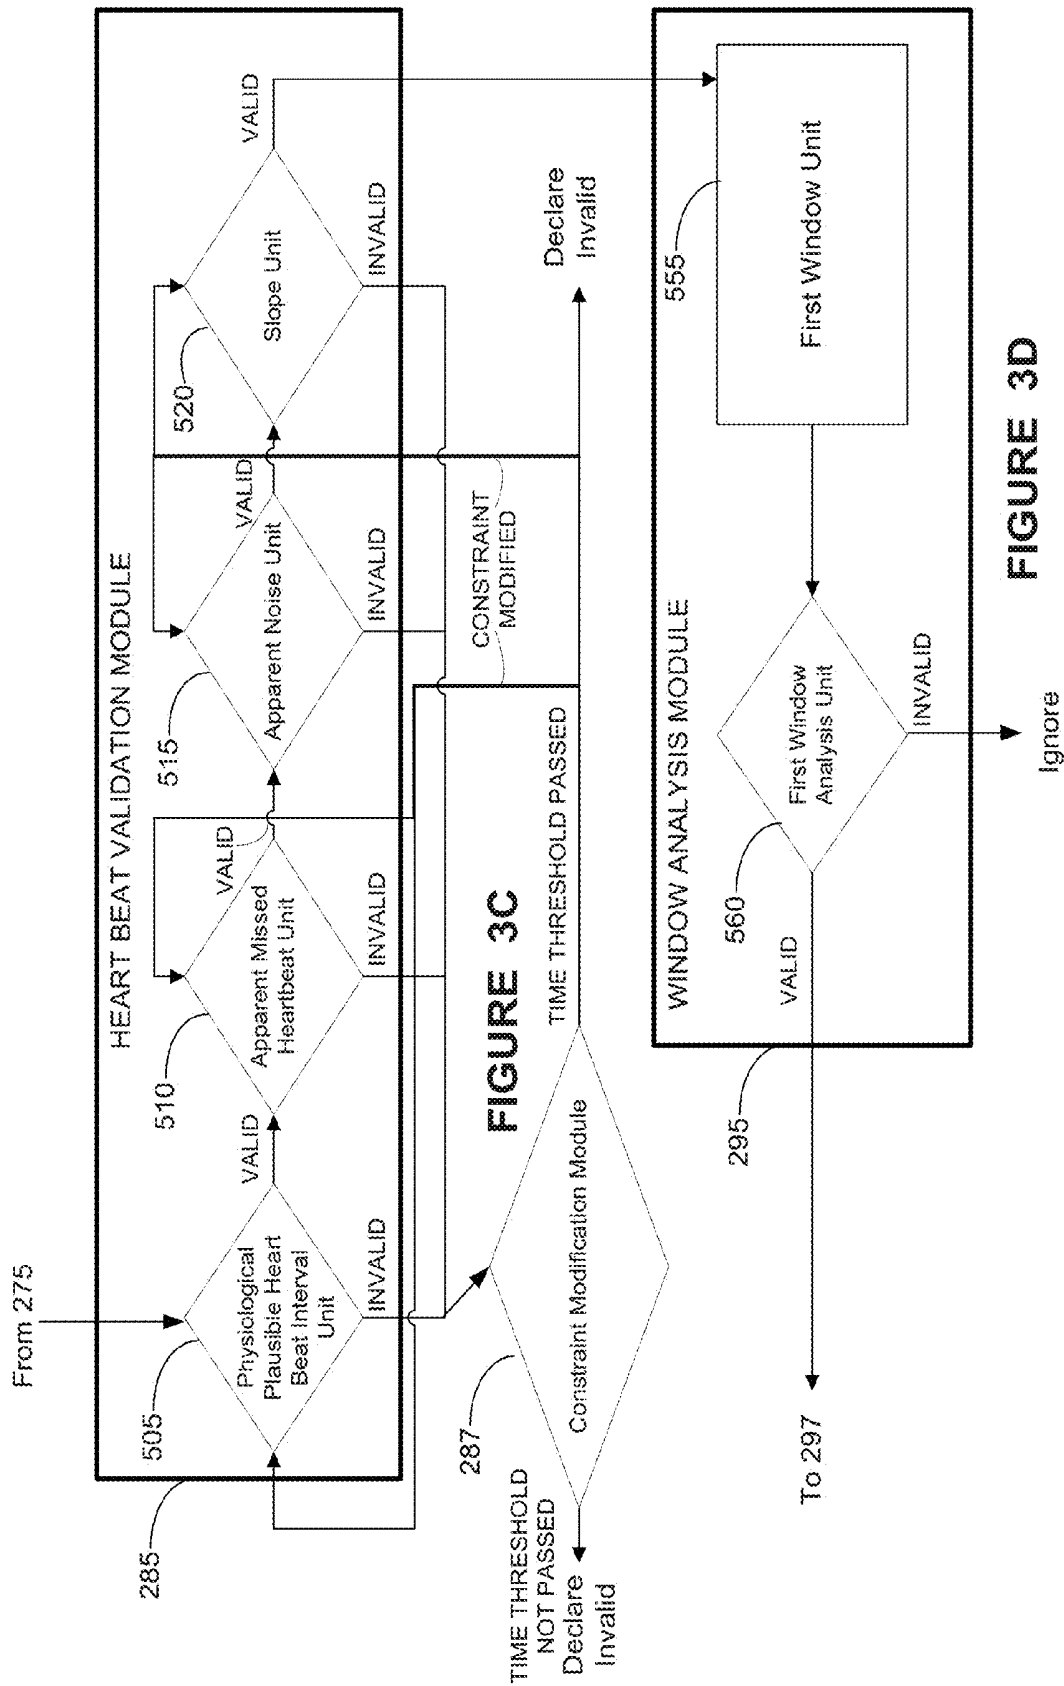 From 275
HEART BEAT VALIDATION MODULE
285
505
Physiological
Plausible Heart
Beat Interval
Unit
VALID
INVALID
510
Apparent Missed
Heartbeat Unit
VALID
INVALID
515
Apparent Noise Unit
VALID
INVALID
520
Slope Unit
VALID
INVALID
CONSTRAINT
MODIFIED
287
Constraint Modification Module
TIME THRESHOLD
NOT PASSED
Declare
Invalid
TIME THRESHOLD PASSED
Declare
Invalid
FIGURE 3C
WINDOW ANALYSIS MODULE
295
555
First Window Unit
560
First Window
Analysis Unit
VALID
INVALID
To 297
Ignore
FIGURE 3D